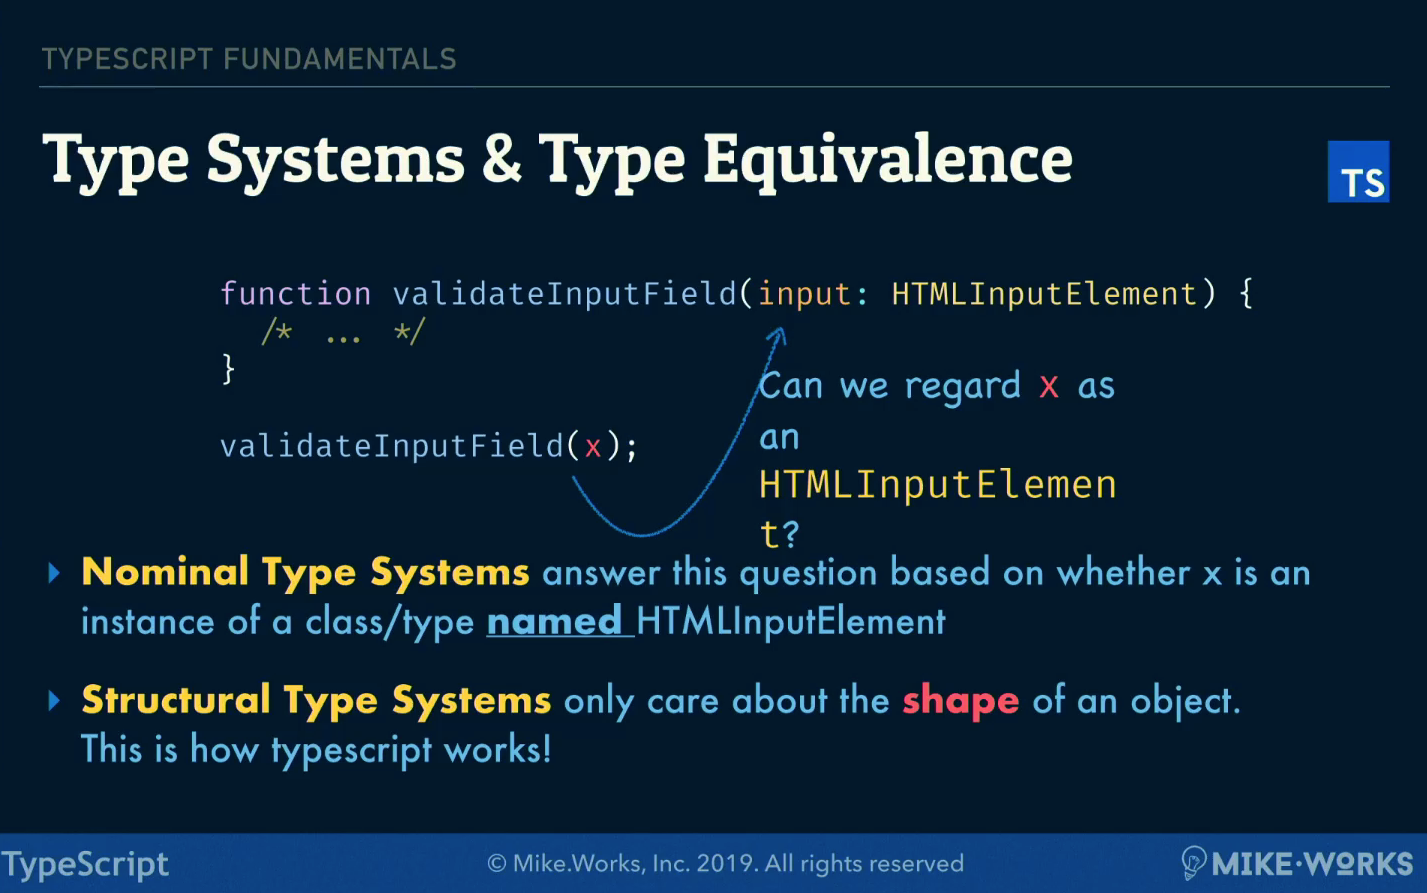 TYPESCRIPT FUNDAMENTALS
Type Systems & Type Equivalence
TS
function validateInputField(input: HTMLInputElement) {
/* ... */
}
validateInputField(x);
Can we regard x as
an
HTMLInputElemen
t?
Nominal Type Systems answer this question based on whether x is an
instance of a class/type named HTMLInputElement
Structural Type Systems only care about the shape of an object.
This is how typescript works!
TypeScript
© Mike.Works, Inc. 2019. All rights reserved
MIKE·WORKS